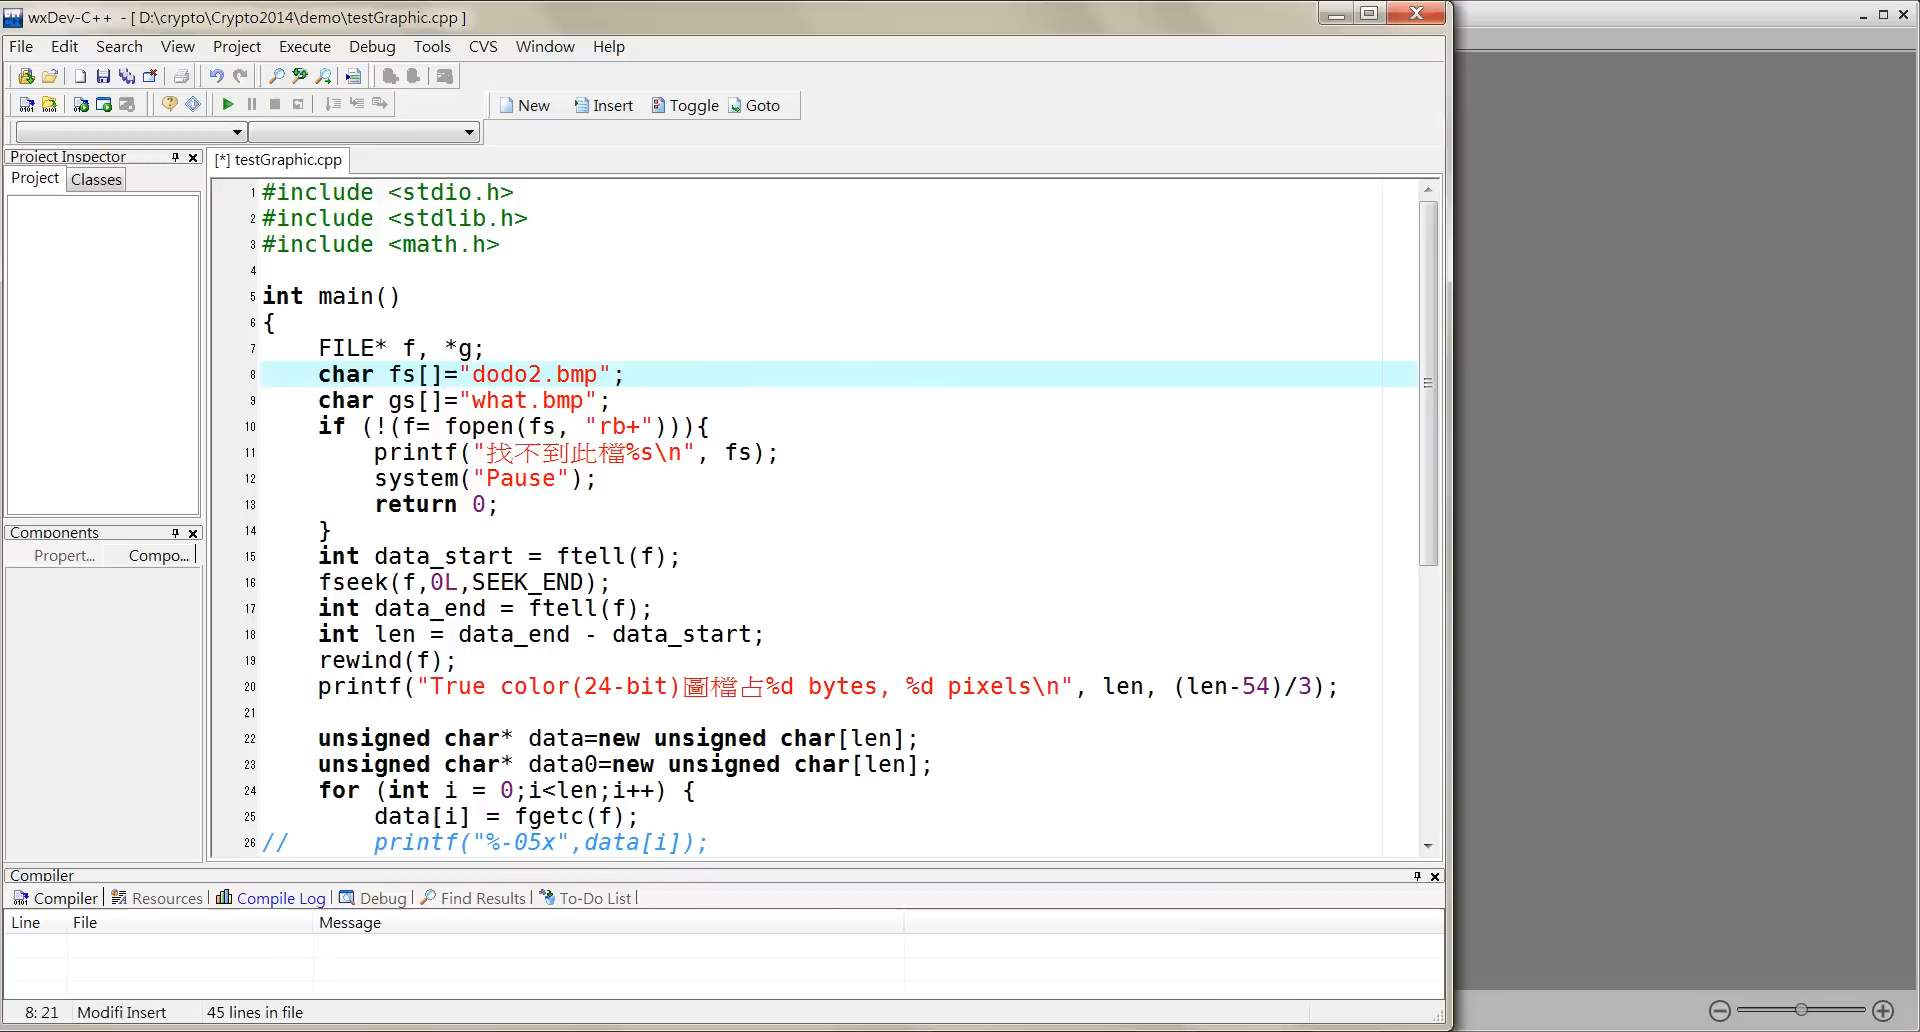 wxDev-C++ - [ D:\crypto\Crypto2014\demo\testGraphic.cpp ]
File Edit Search View Project Execute Debug Tools CVS Window Help
New Insert Toggle Goto
Project Inspector
[*] testGraphic.cpp
Project Classes
1 #include <stdio.h>
2 #include <stdlib.h>
3 #include <math.h>
4
5 int main()
6 {
7 FILE* f, *g;
8 char fs[]="dodo2.bmp";
9 char gs[]="what.bmp";
10 if (!(f= fopen(fs, "rb+"))){
11 printf("找不到此檔%s\n", fs);
12 system("Pause");
13 return 0;
14 }
15 int data_start = ftell(f);
16 fseek(f,0L,SEEK_END);
17 int data_end = ftell(f);
18 int len = data_end - data_start;
19 rewind(f);
20 printf("True color(24-bit)圖檔占%d bytes, %d pixels\n", len, (len-54)/3);
21
22 unsigned char* data=new unsigned char[len];
23 unsigned char* data0=new unsigned char[len];
24 for (int i = 0;i<len;i++) {
25 data[i] = fgetc(f);
26 // printf("%-05x",data[i]);
Components
Propert... Compo...
Compiler
Compiler Resources Compile Log Debug Find Results To-Do List
Line File Message
8: 21 Modifi Insert 45 lines in file